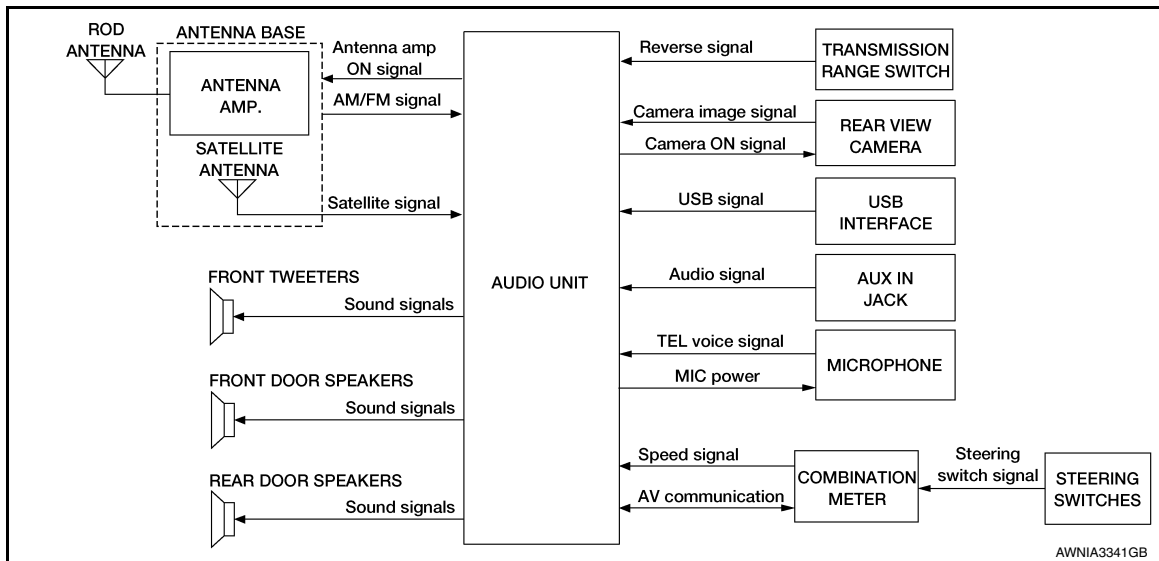 ROD
ANTENNA
ANTENNA BASE
ANTENNA
AMP.
SATELLITE
ANTENNA
Antenna amp
ON signal
AM/FM signal
Satellite signal
FRONT TWEETERS
Sound signals
FRONT DOOR SPEAKERS
Sound signals
REAR DOOR SPEAKERS
Sound signals
AUDIO UNIT
Reverse signal
TRANSMISSION
RANGE SWITCH
Camera image signal
Camera ON signal
REAR VIEW
CAMERA
USB signal
USB
INTERFACE
Audio signal
AUX IN
JACK
TEL voice signal
MIC power
MICROPHONE
Speed signal
AV communication
COMBINATION
METER
Steering
switch signal
STEERING
SWITCHES
AWNIA3341GB